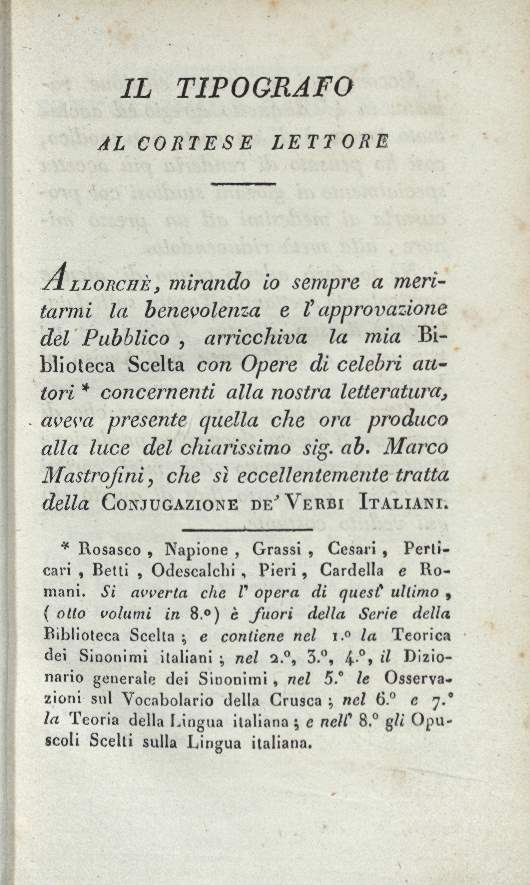 IL TIPOGRAFO
AL CORTESE LETTORE
ALLORCHÈ, mirando io sempre a meri-
tarmi la benevolenza e l'approvazione
del Pubblico , arricchiva la mia Bi-
blioteca Scelta con Opere di celebri au-
tori * concernenti alla nostra letteratura,
aveva presente quella che ora produco
alla luce del chiarissimo sig. ab. Marco
Mastrofini, che sì eccellentemente tratta
della CONJUGAZIONE DE' VERBI ITALIANI.
* Rosasco , Napione , Grassi , Cesari , Perti-
cari , Betti , Odescalchi , Pieri , Cardella e Ro-
mani. Si avverta che l' opera di quest' ultimo ,
( otto volumi in 8.º) è fuori della Serie della
Biblioteca Scelta ; e contiene nel 1.º la Teorica
dei Sinonimi italiani ; nel 2.º, 3.º, 4.º, il Dizio-
nario generale dei Sinonimi , nel 5.º le Osserva-
zioni sul Vocabolario della Crusca ; nel 6.º e 7.º
la Teoria della Lingua italiana ; e nell' 8.º gli Opu-
scoli Scelti sulla Lingua italiana.